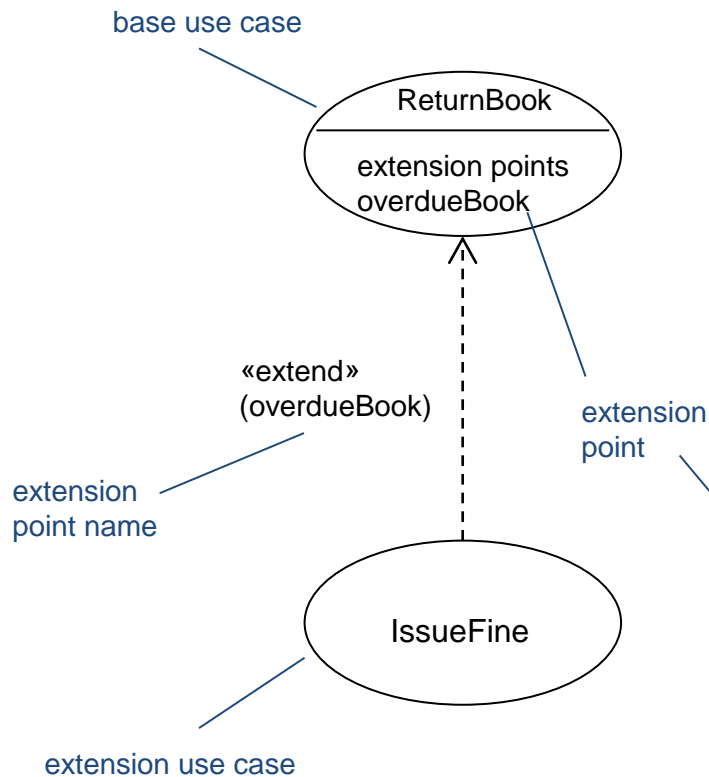 base use case
ReturnBook
extension points
overdueBook
«extend»
(overdueBook)
extension
point
extension
point name
IssueFine
extension use case